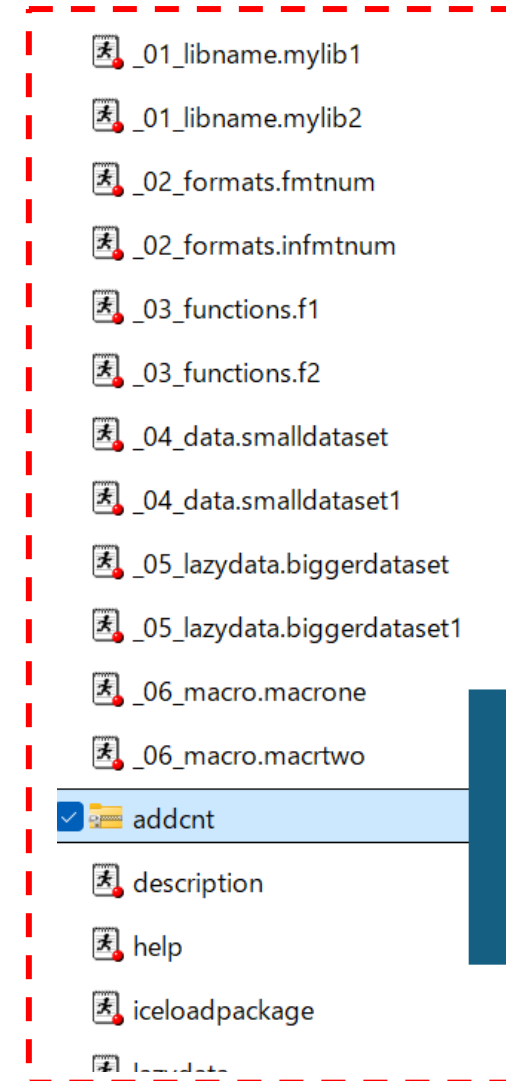 _01_libname.mylib1
_01_libname.mylib2
_02_formats.fmtnum
_02_formats.infmtnum
_03_functions.f1
_03_functions.f2
_04_data.smalldataset
_04_data.smalldataset1
_05_lazydata.biggerdataset
_05_lazydata.biggerdataset1
_06_macro.macrone
_06_macro.macrtwo
addcnt
description
help
iceloadpackage
lazydata